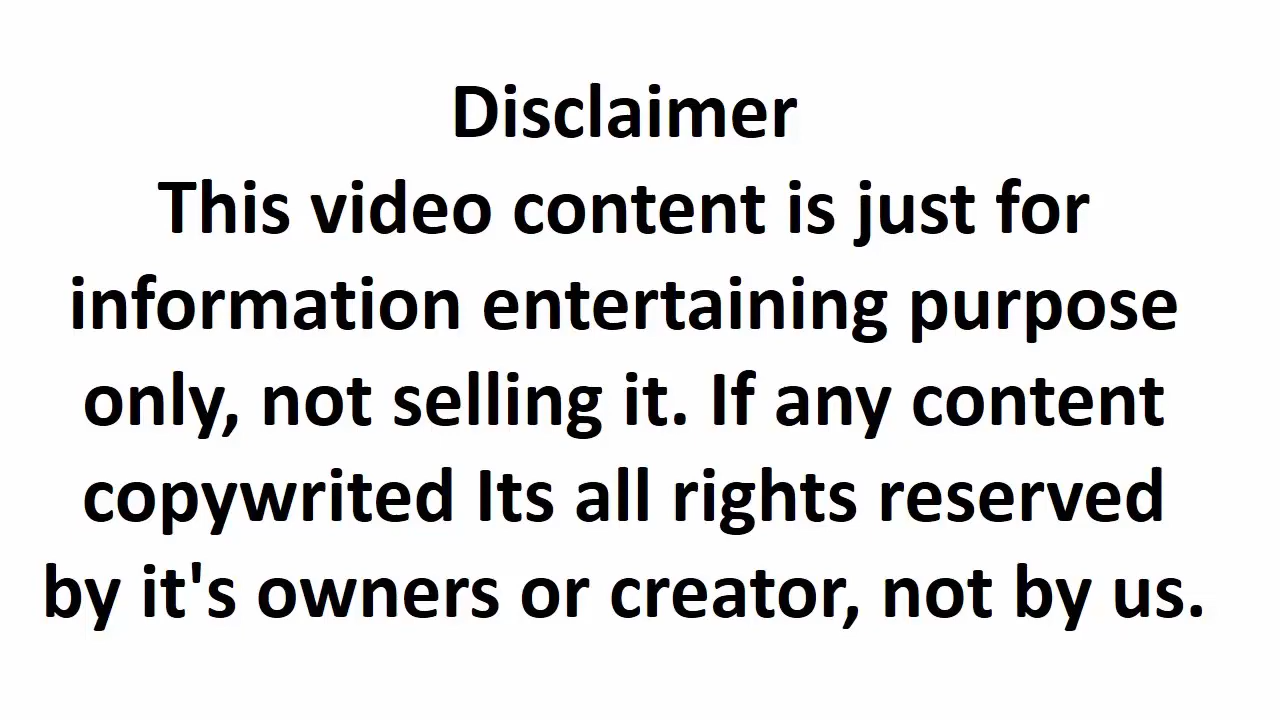 Disclaimer
This video content is just for
information entertaining purpose
only, not selling it. If any content
copywrited Its all rights reserved
by it's owners or creator, not by us.